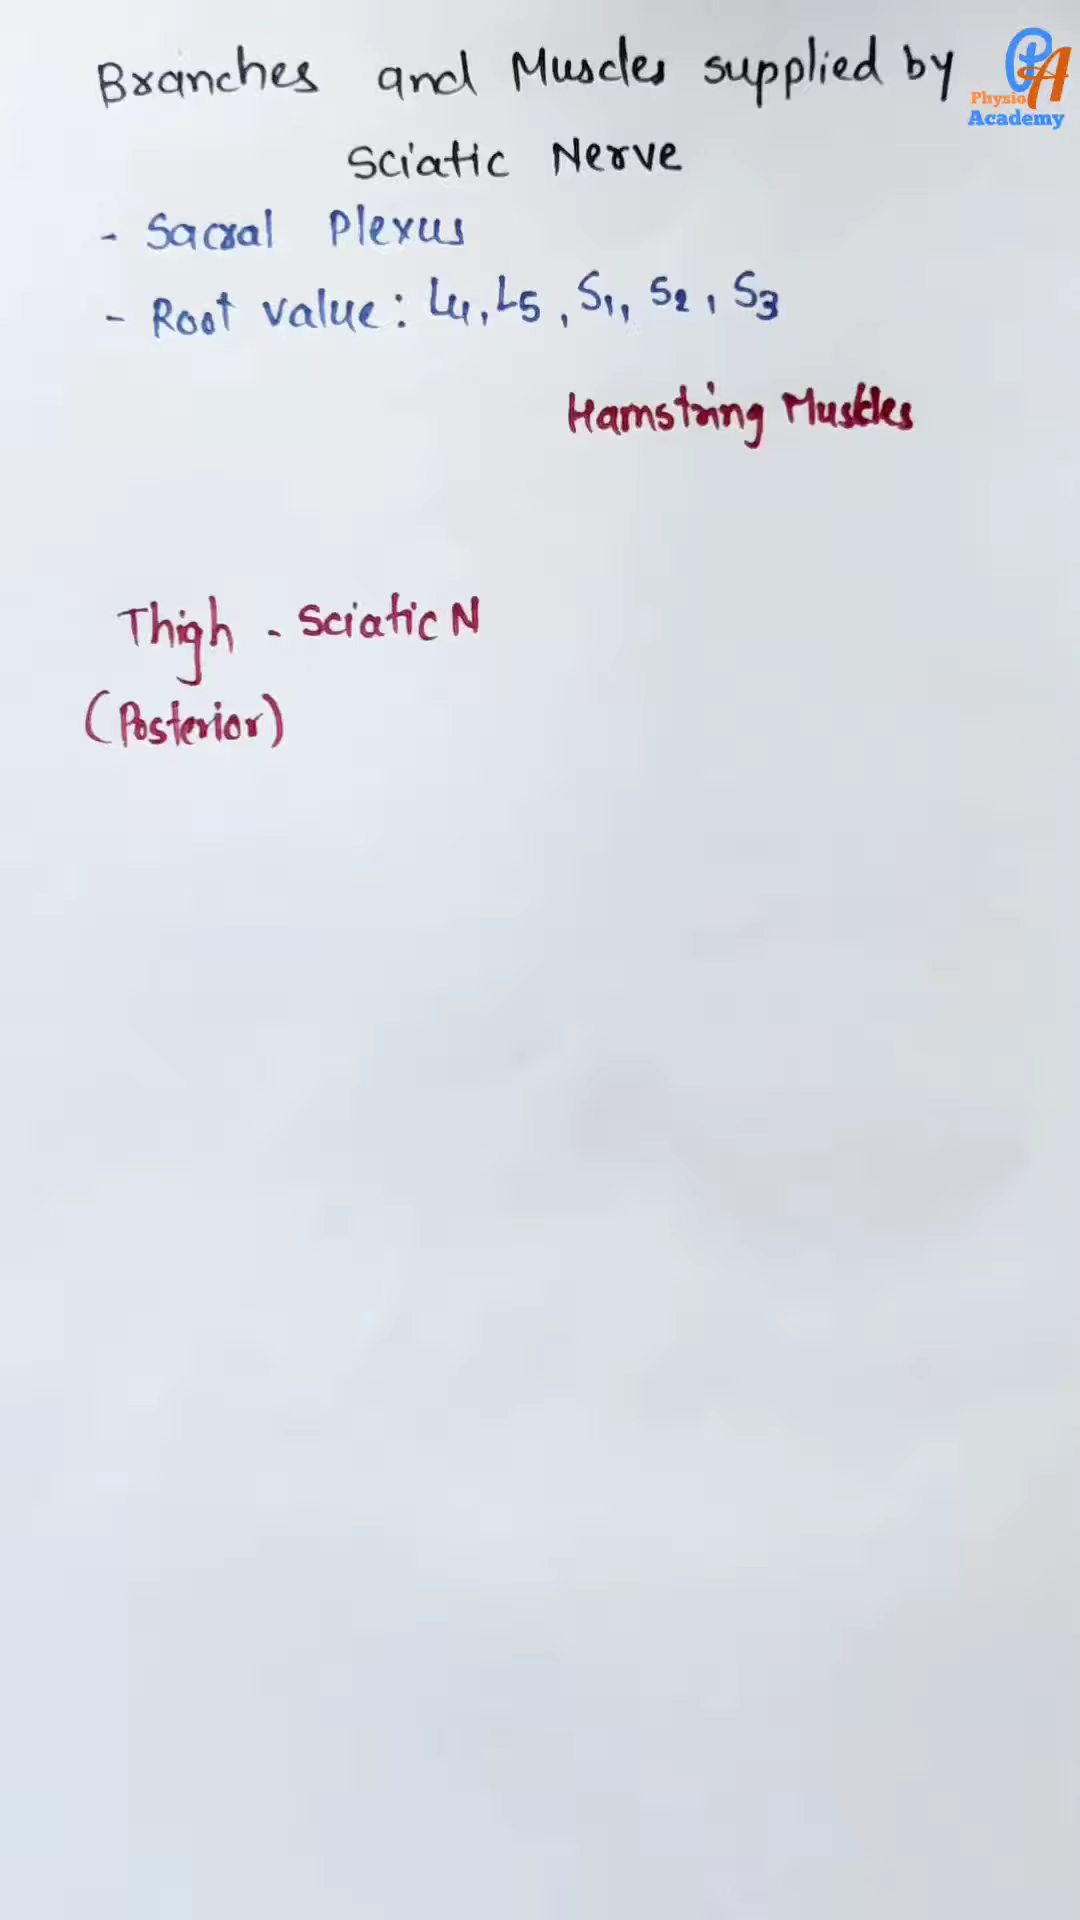 Branches and Muscles supplied by
Sciatic Nerve
- Sacral Plexus
- Root value: L4, L5, S1, S2, S3
Hamstring Muscles
Thigh - Sciatic N
(Posterior)
Physio
Academy